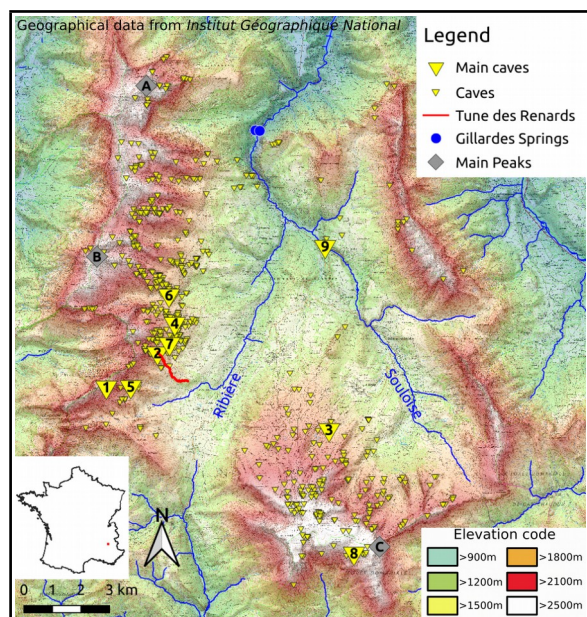 Geographical data from Institut Géographique National
Legend
Main caves
Caves
Tune des Renards
Gillardes Springs
Main Peaks
A
B
9
6
4
7
2
1
5
3
8
C
Ribière
Souloise
N
0 1 2 3 km
Elevation code
>900m
>1800m
>1200m
>2100m
>1500m
>2500m